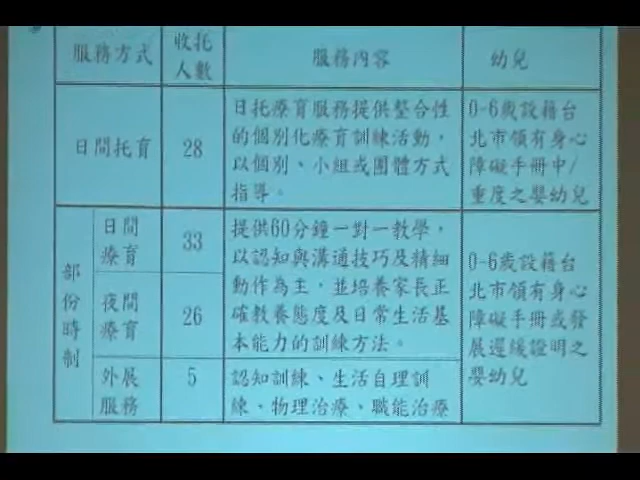 服務方式
收托
人數
服務內容
幼兒
日間托育
28
日托療育服務提供整合性
的個別化療育訓練活動，
以個別、小組或團體方式
指導。
0-6歲設籍台
北市領有身心
障礙手冊中/
重度之嬰幼兒
部份時制
日間
療育
33
提供60分鐘一對一教學，
以認知與溝通技巧及精細
動作為主，並培養家長正
確教養態度及日常生活基
本能力的訓練方法。
0-6歲設籍台
北市領有身心
障礙手冊或發
展遲緩證明之
嬰幼兒
夜間
療育
26
外展
服務
5
認知訓練、生活自理訓
練、物理治療、職能治療